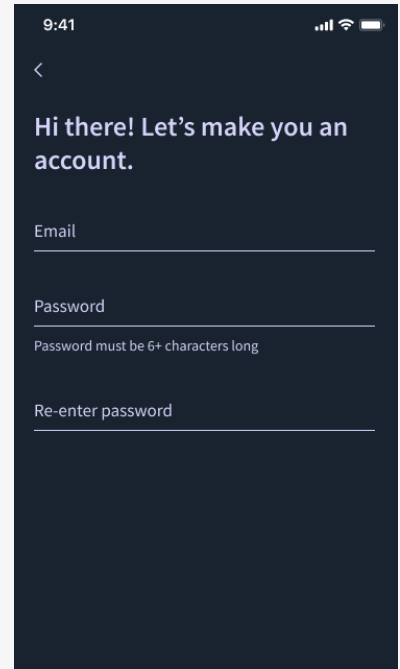 9:41
Hi there! Let’s make you an
account.
Email
Password
Password must be 6+ characters long
Re-enter password